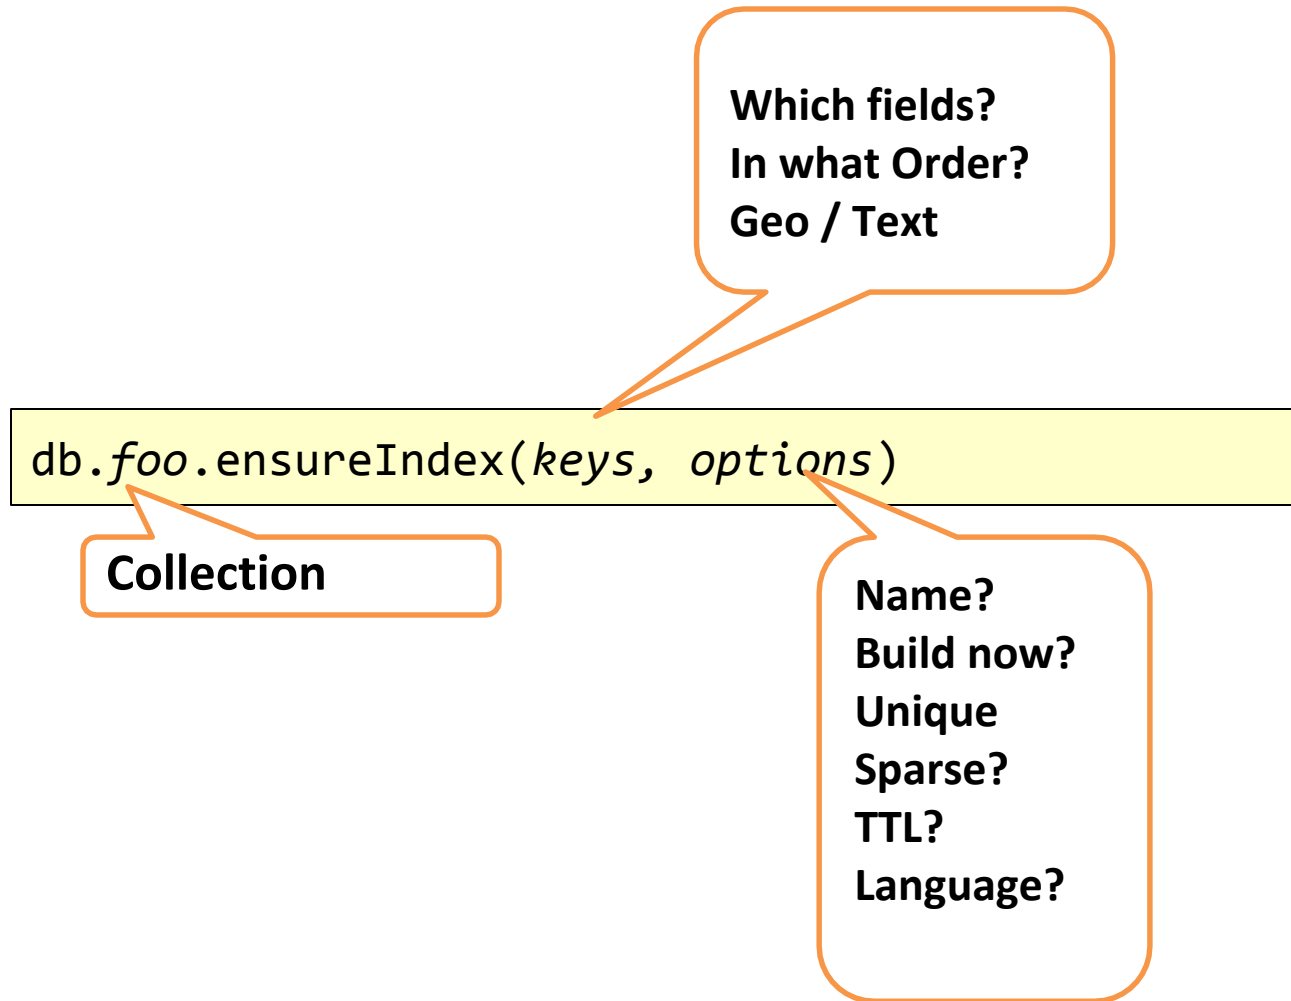 Which fields?
In what Order?
Geo / Text
db.foo.ensureIndex(keys, options)
Collection
Name?
Build now?
Unique
Sparse?
TTL?
Language?